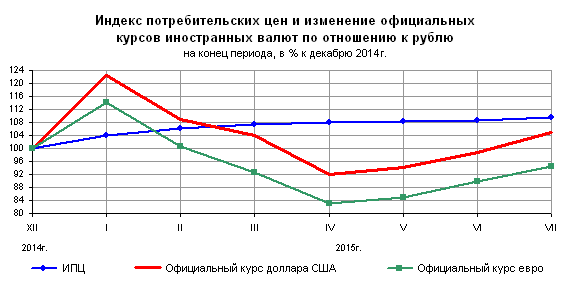 Индекс потребительских цен и изменение официальных
курсов иностранных валют по отношению к рублю
на конец периода, в % к декабрю 2014г.
124
120
116
112
108
104
100
96
92
88
84
80
XII I II III IV V VI VII
2014г. 2015г.
ИПЦ Официальный курс доллара США Официальный курс евро